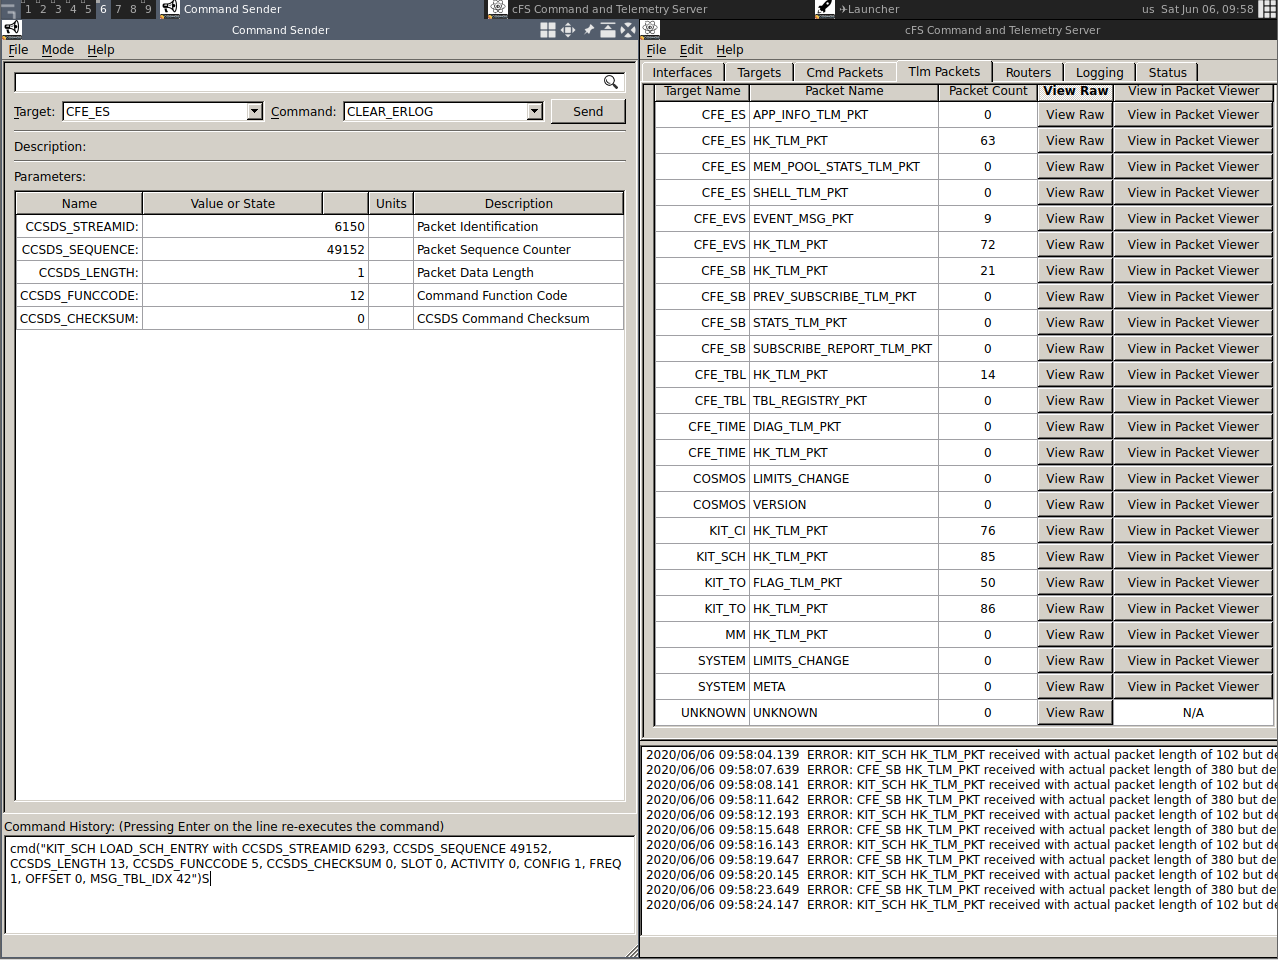 1 2 3 4 5 6 7 8 9 Command Sender cFS Command and Telemetry Server ✈Launcher us Sat Jun 06, 09:58
Command Sender
File Mode Help
Target: CFE_ES Command: CLEAR_ERLOG Send
Description:
Parameters:
Name Value or State Units Description
CCSDS_STREAMID: 6150 Packet Identification
CCSDS_SEQUENCE: 49152 Packet Sequence Counter
CCSDS_LENGTH: 1 Packet Data Length
CCSDS_FUNCCODE: 12 Command Function Code
CCSDS_CHECKSUM: 0 CCSDS Command Checksum
Command History: (Pressing Enter on the line re-executes the command)
cmd("KIT_SCH LOAD_SCH_ENTRY with CCSDS_STREAMID 6293, CCSDS_SEQUENCE 49152,
CCSDS_LENGTH 13, CCSDS_FUNCCODE 5, CCSDS_CHECKSUM 0, SLOT 0, ACTIVITY 0, CONFIG 1, FREQ
1, OFFSET 0, MSG_TBL_IDX 42")S
cFS Command and Telemetry Server
File Edit Help
Interfaces Targets Cmd Packets Tlm Packets Routers Logging Status
Target Name Packet Name Packet Count View Raw View in Packet Viewer
CFE_ES APP_INFO_TLM_PKT 0 View Raw View in Packet Viewer
CFE_ES HK_TLM_PKT 63 View Raw View in Packet Viewer
CFE_ES MEM_POOL_STATS_TLM_PKT 0 View Raw View in Packet Viewer
CFE_ES SHELL_TLM_PKT 0 View Raw View in Packet Viewer
CFE_EVS EVENT_MSG_PKT 9 View Raw View in Packet Viewer
CFE_EVS HK_TLM_PKT 72 View Raw View in Packet Viewer
CFE_SB HK_TLM_PKT 21 View Raw View in Packet Viewer
CFE_SB PREV_SUBSCRIBE_TLM_PKT 0 View Raw View in Packet Viewer
CFE_SB STATS_TLM_PKT 0 View Raw View in Packet Viewer
CFE_SB SUBSCRIBE_REPORT_TLM_PKT 0 View Raw View in Packet Viewer
CFE_TBL HK_TLM_PKT 14 View Raw View in Packet Viewer
CFE_TBL TBL_REGISTRY_PKT 0 View Raw View in Packet Viewer
CFE_TIME DIAG_TLM_PKT 0 View Raw View in Packet Viewer
CFE_TIME HK_TLM_PKT 0 View Raw View in Packet Viewer
COSMOS LIMITS_CHANGE 0 View Raw View in Packet Viewer
COSMOS VERSION 0 View Raw View in Packet Viewer
KIT_CI HK_TLM_PKT 76 View Raw View in Packet Viewer
KIT_SCH HK_TLM_PKT 85 View Raw View in Packet Viewer
KIT_TO FLAG_TLM_PKT 50 View Raw View in Packet Viewer
KIT_TO HK_TLM_PKT 86 View Raw View in Packet Viewer
MM HK_TLM_PKT 0 View Raw View in Packet Viewer
SYSTEM LIMITS_CHANGE 0 View Raw View in Packet Viewer
SYSTEM META 0 View Raw View in Packet Viewer
UNKNOWN UNKNOWN 0 View Raw N/A
2020/06/06 09:58:04.139 ERROR: KIT_SCH HK_TLM_PKT received with actual packet length of 102 but de
2020/06/06 09:58:07.639 ERROR: CFE_SB HK_TLM_PKT received with actual packet length of 380 but de
2020/06/06 09:58:08.141 ERROR: KIT_SCH HK_TLM_PKT received with actual packet length of 102 but de
2020/06/06 09:58:11.642 ERROR: CFE_SB HK_TLM_PKT received with actual packet length of 380 but de
2020/06/06 09:58:12.193 ERROR: KIT_SCH HK_TLM_PKT received with actual packet length of 102 but de
2020/06/06 09:58:15.648 ERROR: CFE_SB HK_TLM_PKT received with actual packet length of 380 but de
2020/06/06 09:58:16.143 ERROR: KIT_SCH HK_TLM_PKT received with actual packet length of 102 but de
2020/06/06 09:58:19.647 ERROR: CFE_SB HK_TLM_PKT received with actual packet length of 380 but de
2020/06/06 09:58:20.145 ERROR: KIT_SCH HK_TLM_PKT received with actual packet length of 102 but de
2020/06/06 09:58:23.649 ERROR: CFE_SB HK_TLM_PKT received with actual packet length of 380 but de
2020/06/06 09:58:24.147 ERROR: KIT_SCH HK_TLM_PKT received with actual packet length of 102 but de